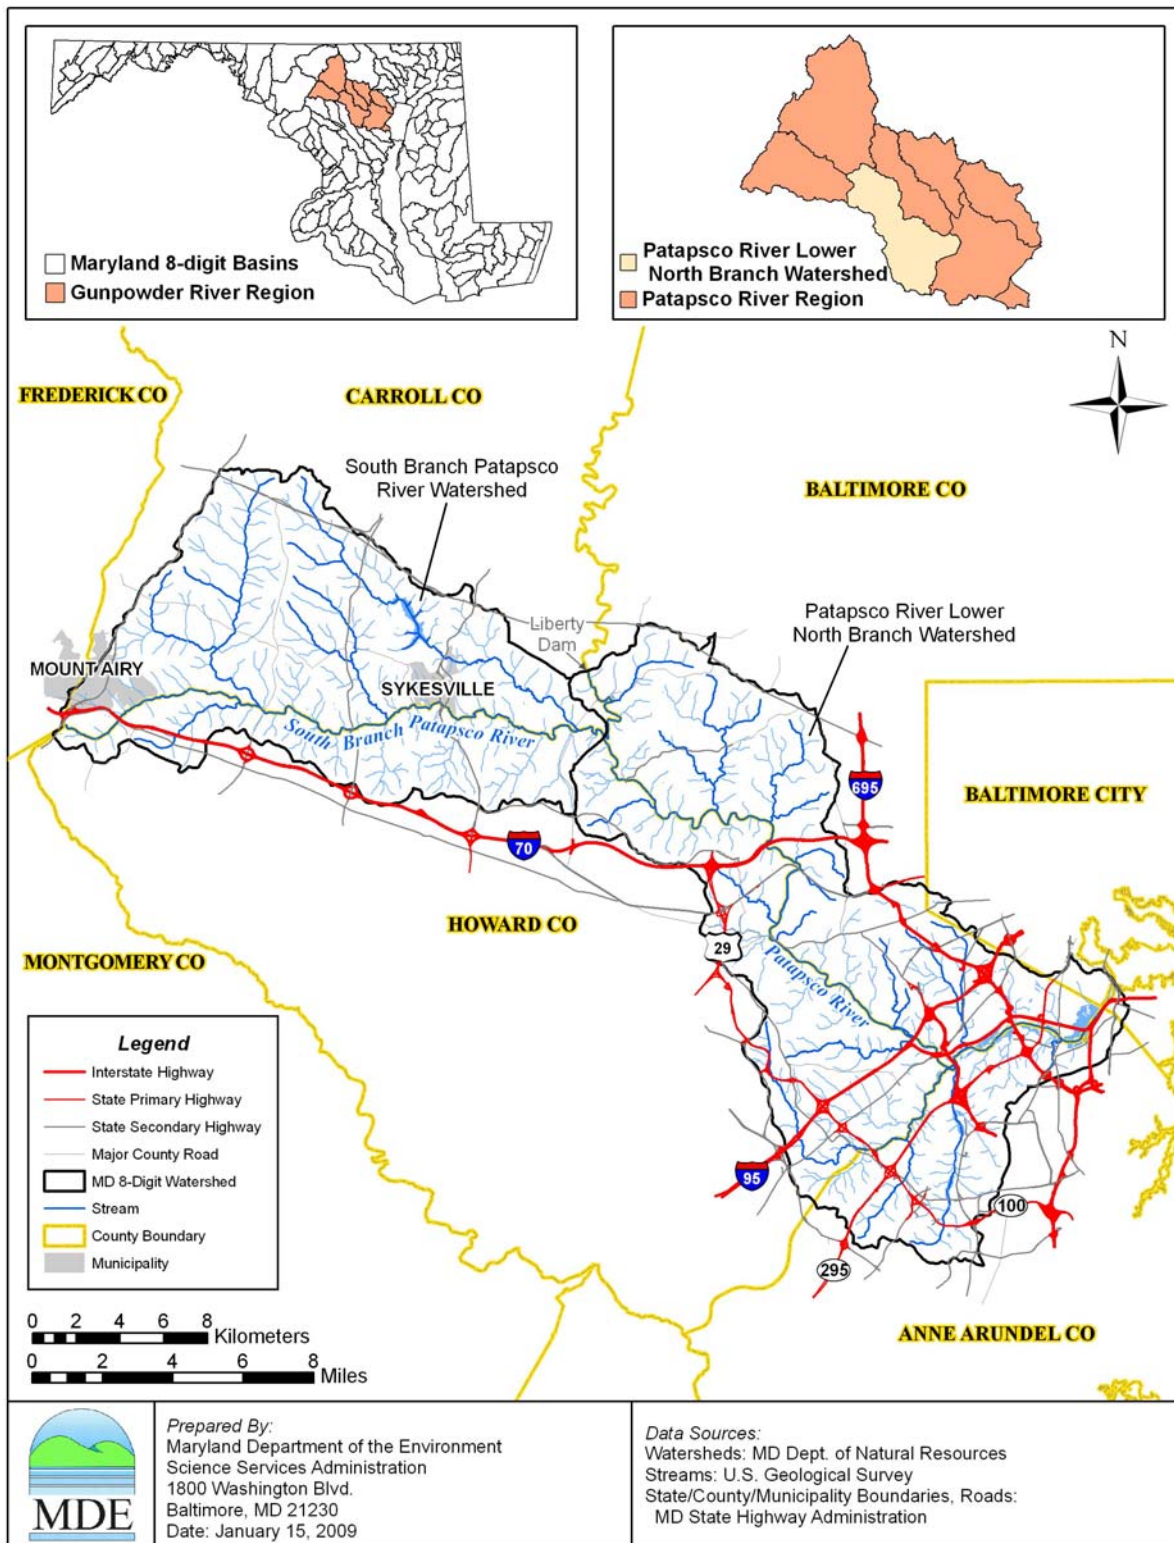 Maryland 8-digit Basins
Gunpowder River Region
Patapsco River Lower
North Branch Watershed
Patapsco River Region
N
FREDERICK CO
CARROLL CO
South Branch Patapsco
River Watershed
BALTIMORE CO
Liberty
Dam
Patapsco River Lower
North Branch Watershed
MOUNT AIRY
SYKESVILLE
South Branch Patapsco River
695
BALTIMORE CITY
70
HOWARD CO
29
MONTGOMERY CO
Patapsco River
95
100
295
ANNE ARUNDEL CO
Legend
Interstate Highway
State Primary Highway
State Secondary Highway
Major County Road
MD 8-Digit Watershed
Stream
County Boundary
Municipality
0 2 4 6 8
Kilometers
0 2 4 6 8
Miles
MDE
Prepared By:
Maryland Department of the Environment
Science Services Administration
1800 Washington Blvd.
Baltimore, MD 21230
Date: January 15, 2009
Data Sources:
Watersheds: MD Dept. of Natural Resources
Streams: U.S. Geological Survey
State/County/Municipality Boundaries, Roads:
MD State Highway Administration